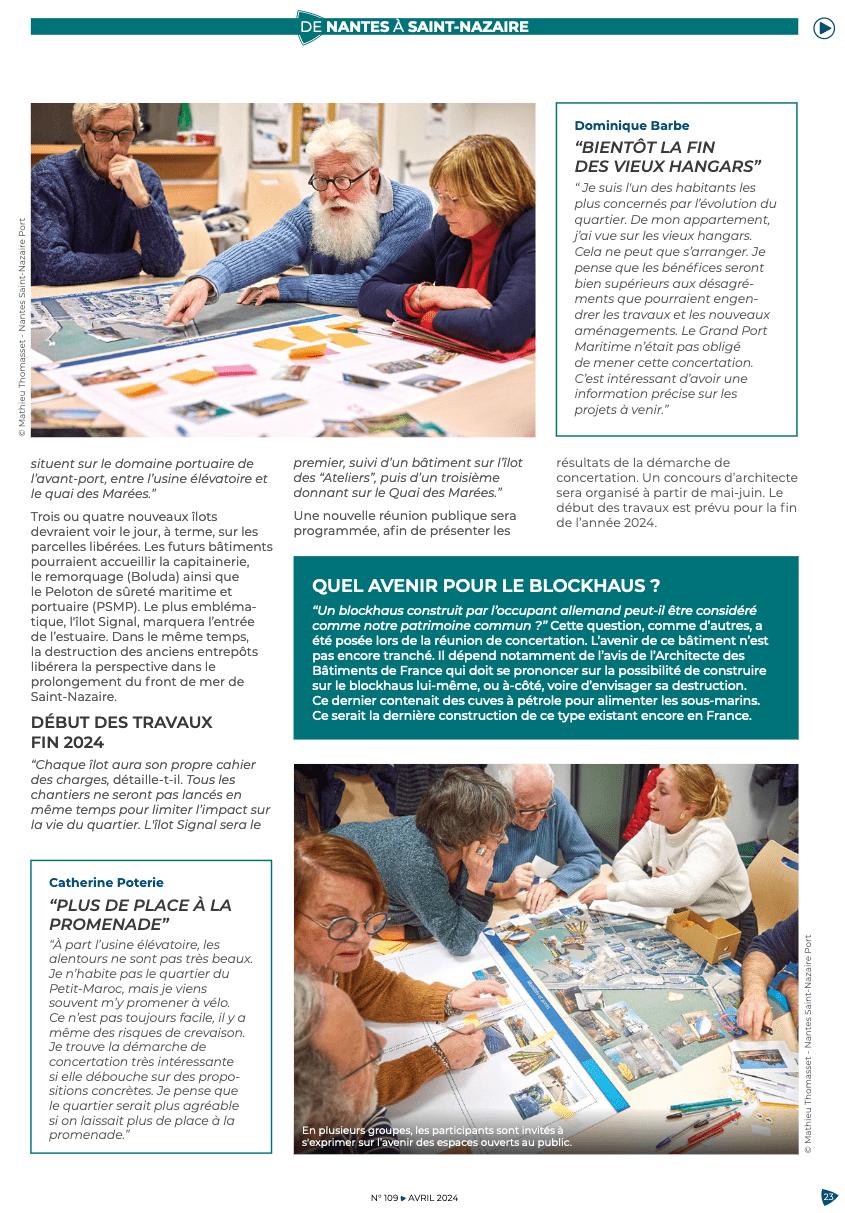 DE NANTES À SAINT-NAZAIRE
© Mathieu Thomasset - Nantes Saint-Nazaire Port
Dominique Barbe
“BIENTÔT LA FIN
DES VIEUX HANGARS”
“ Je suis l'un des habitants les
plus concernés par l’évolution du
quartier. De mon appartement,
j’ai vue sur les vieux hangars.
Cela ne peut que s’arranger. Je
pense que les bénéfices seront
bien supérieurs aux désagré-
ments que pourraient engen-
drer les travaux et les nouveaux
aménagements. Le Grand Port
Maritime n’était pas obligé
de mener cette concertation.
C’est intéressant d’avoir une
information précise sur les
projets à venir.”
situent sur le domaine portuaire de
l’avant-port, entre l’usine élévatoire et
le quai des Marées.”
Trois ou quatre nouveaux îlots
devraient voir le jour, à terme, sur les
parcelles libérées. Les futurs bâtiments
pourraient accueillir la capitainerie,
le remorquage (Boluda) ainsi que
le Peloton de sûreté maritime et
portuaire (PSMP). Le plus embléma-
tique, l’îlot Signal, marquera l’entrée
de l’estuaire. Dans le même temps,
la destruction des anciens entrepôts
libérera la perspective dans le
prolongement du front de mer de
Saint-Nazaire.
DÉBUT DES TRAVAUX
FIN 2024
“Chaque îlot aura son propre cahier
des charges, détaille-t-il. Tous les
chantiers ne seront pas lancés en
même temps pour limiter l’impact sur
la vie du quartier. L'îlot Signal sera le
premier, suivi d’un bâtiment sur l’îlot
des “Ateliers”, puis d’un troisième
donnant sur le Quai des Marées.”
Une nouvelle réunion publique sera
programmée, afin de présenter les
résultats de la démarche de
concertation. Un concours d’architecte
sera organisé à partir de mai-juin. Le
début des travaux est prévu pour la fin
de l’année 2024.
QUEL AVENIR POUR LE BLOCKHAUS ?
“Un blockhaus construit par l’occupant allemand peut-il être considéré
comme notre patrimoine commun ?” Cette question, comme d’autres, a
été posée lors de la réunion de concertation. L’avenir de ce bâtiment n’est
pas encore tranché. Il dépend notamment de l’avis de l’Architecte des
Bâtiments de France qui doit se prononcer sur la possibilité de construire
sur le blockhaus lui-même, ou à-côté, voire d’envisager sa destruction.
Ce dernier contenait des cuves à pétrole pour alimenter les sous-marins.
Ce serait la dernière construction de ce type existant encore en France.
Catherine Poterie
“PLUS DE PLACE À LA
PROMENADE”
“À part l’usine élévatoire, les
alentours ne sont pas très beaux.
Je n’habite pas le quartier du
Petit-Maroc, mais je viens
souvent m’y promener à vélo.
Ce n’est pas toujours facile, il y a
même des risques de crevaison.
Je trouve la démarche de
concertation très intéressante
si elle débouche sur des propo-
sitions concrètes. Je pense que
le quartier serait plus agréable
si on laissait plus de place à la
promenade.”
En plusieurs groupes, les participants sont invités à
s'exprimer sur l’avenir des espaces ouverts au public.
© Mathieu Thomasset - Nantes Saint-Nazaire Port
N° 109 AVRIL 2024
23